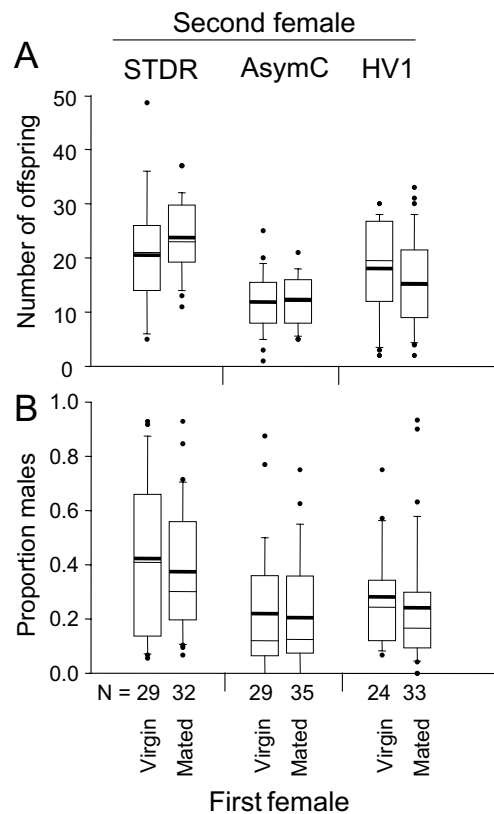 Second female
A
STDR AsymC HV1
Number of offspring
50
40
30
20
10
0
B
Proportion males
1.0
0.8
0.6
0.4
0.2
0.0
N = 29 32 29 35 24 33
Virgin Mated Virgin Mated Virgin Mated
First female